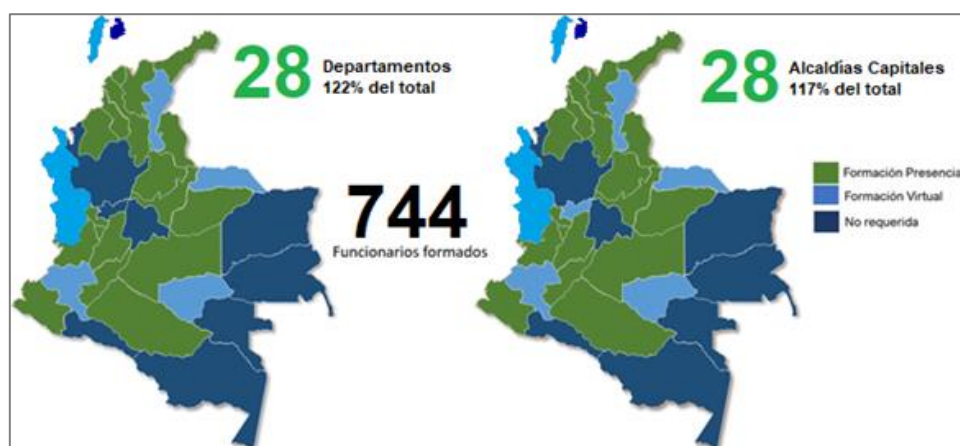 28
Departamentos
122% del total
28
Alcaldías Capitales
117% del total
744
Funcionarios formados
Formación Presencia
Formación Virtual
No requerida